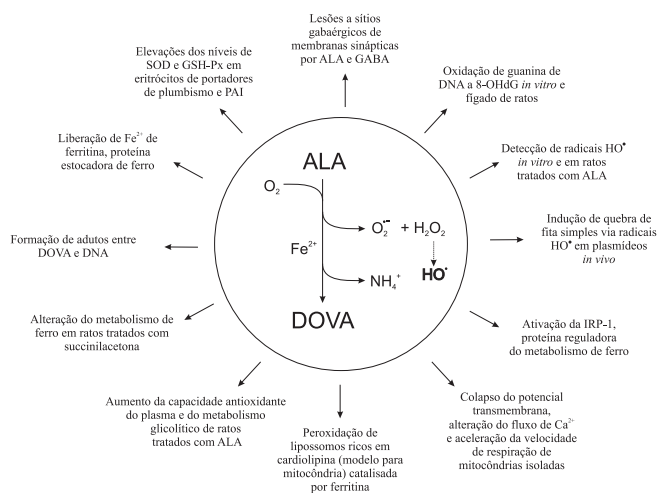 Lesões a sítios
gabaérgicos de
membranas sinápticas
por ALA e GABA
Oxidação de guanina de
DNA a 8-OHdG in vitro e
fígado de ratos
Detecção de radicais HO•
in vitro e em ratos
tratados com ALA
Indução de quebra de
fita simples via radicais
HO• em plasmídeos
in vivo
Ativação da IRP-1,
proteína reguladora
do metabolismo de ferro
Colapso do potencial
transmembrana,
alteração do fluxo de Ca²⁺
e aceleração da velocidade
de respiração de
mitocôndrias isoladas
Peroxidação de
lipossomos ricos em
cardiolipina (modelo para
mitocôndria) catalisada
por ferritina
Aumento da capacidade antioxidante
do plasma e do metabolismo
glicolítico de ratos
tratados com ALA
Alteração do metabolismo de
ferro em ratos tratados com
succinilacetona
Formação de adutos entre
DOVA e DNA
Liberação de Fe²⁺ de
ferritina, proteína
estocadora de ferro
Elevações dos níveis de
SOD e GSH-Px em
eritrócitos de portadores
de plumbismo e PAI
ALA
O₂
O₂•⁻ + H₂O₂
Fe²⁺
HO•
NH₄⁺
DOVA